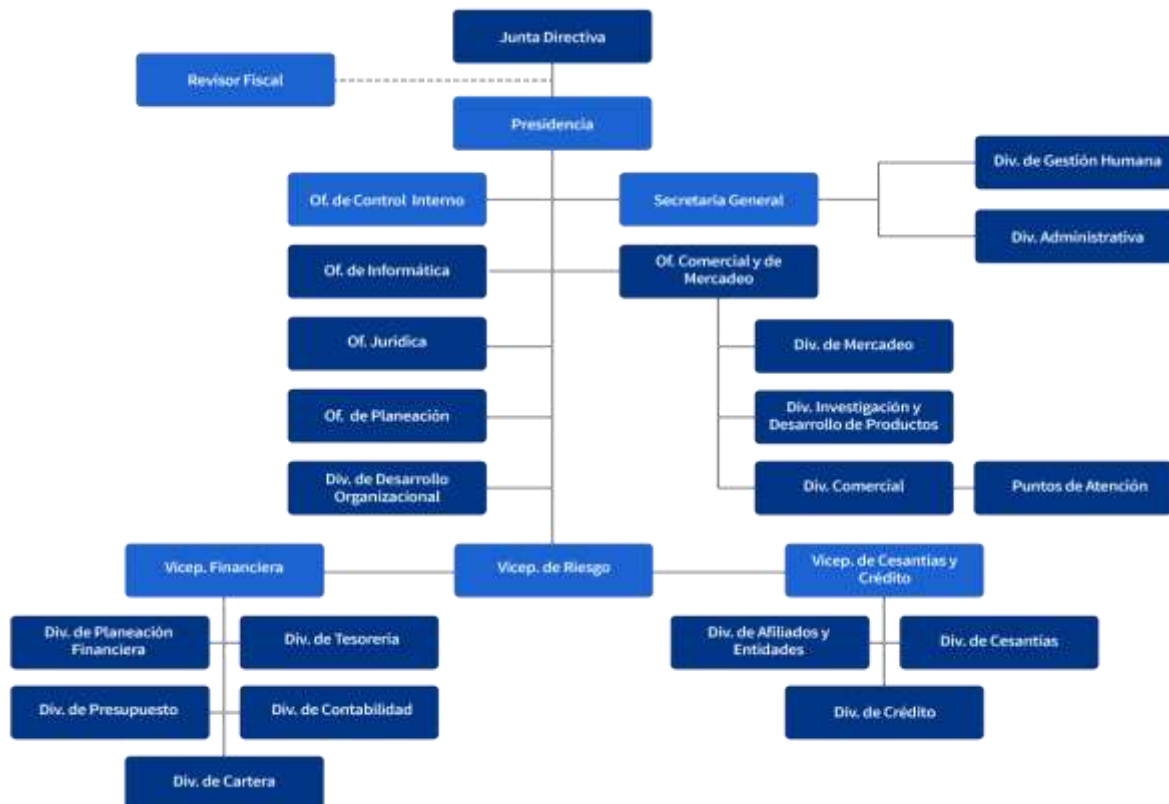 Junta Directiva
Revisor Fiscal
Presidencia
Div. de Gestión Humana
Of. de Control Interno
Secretaría General
Div. Administrativa
Of. de Informática
Of. Comercial y de
Mercadeo
Of. Jurídica
Div. de Mercadeo
Of. de Planeación
Div. Investigación y
Desarrollo de Productos
Div. de Desarrollo
Organizacional
Div. Comercial
Puntos de Atención
Vicep. Financiera
Vicep. de Riesgo
Vicep. de Cesantías y
Crédito
Div. de Planeación
Financiera
Div. de Tesorería
Div. de Afiliados y
Entidades
Div. de Cesantías
Div. de Presupuesto
Div. de Contabilidad
Div. de Crédito
Div. de Cartera